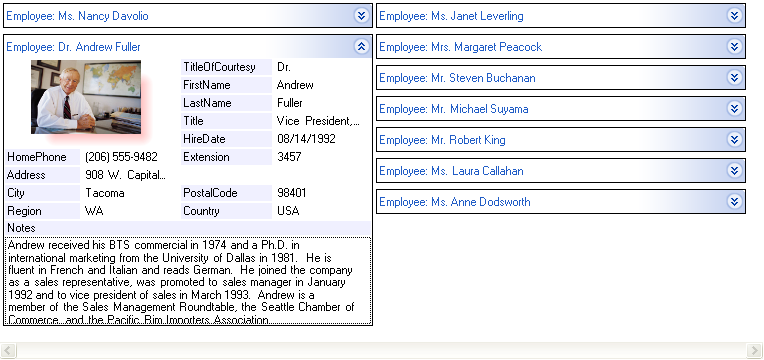 Employee: Ms. Nancy Davolio
Employee: Dr. Andrew Fuller
TitleOfCourtesy Dr.
FirstName Andrew
LastName Fuller
Title Vice President,...
HireDate 08/14/1992
HomePhone (206) 555-9482 Extension 3457
Address 908 W. Capital...
City Tacoma PostalCode 98401
Region WA Country USA
Notes
Andrew received his BTS commercial in 1974 and a Ph.D. in
international marketing from the University of Dallas in 1981. He is
fluent in French and Italian and reads German. He joined the company
as a sales representative, was promoted to sales manager in January
1992 and to vice president of sales in March 1993. Andrew is a
member of the Sales Management Roundtable, the Seattle Chamber of
Commerce, and the Pacific Rim Importers Association.
Employee: Ms. Janet Leverling
Employee: Mrs. Margaret Peacock
Employee: Mr. Steven Buchanan
Employee: Mr. Michael Suyama
Employee: Mr. Robert King
Employee: Ms. Laura Callahan
Employee: Ms. Anne Dodsworth